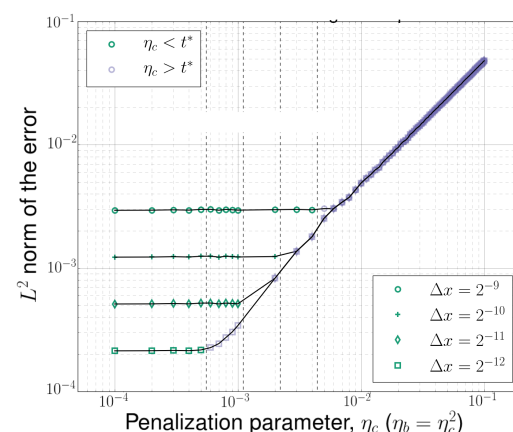 10⁻¹
10⁻²
10⁻³
10⁻⁴
L² norm of the error
η_c < t*
η_c > t*
Δx = 2⁻⁹
Δx = 2⁻¹⁰
Δx = 2⁻¹¹
Δx = 2⁻¹²
10⁻⁴ 10⁻³ 10⁻² 10⁻¹
Penalization parameter, η_c (η_b = η_c²)